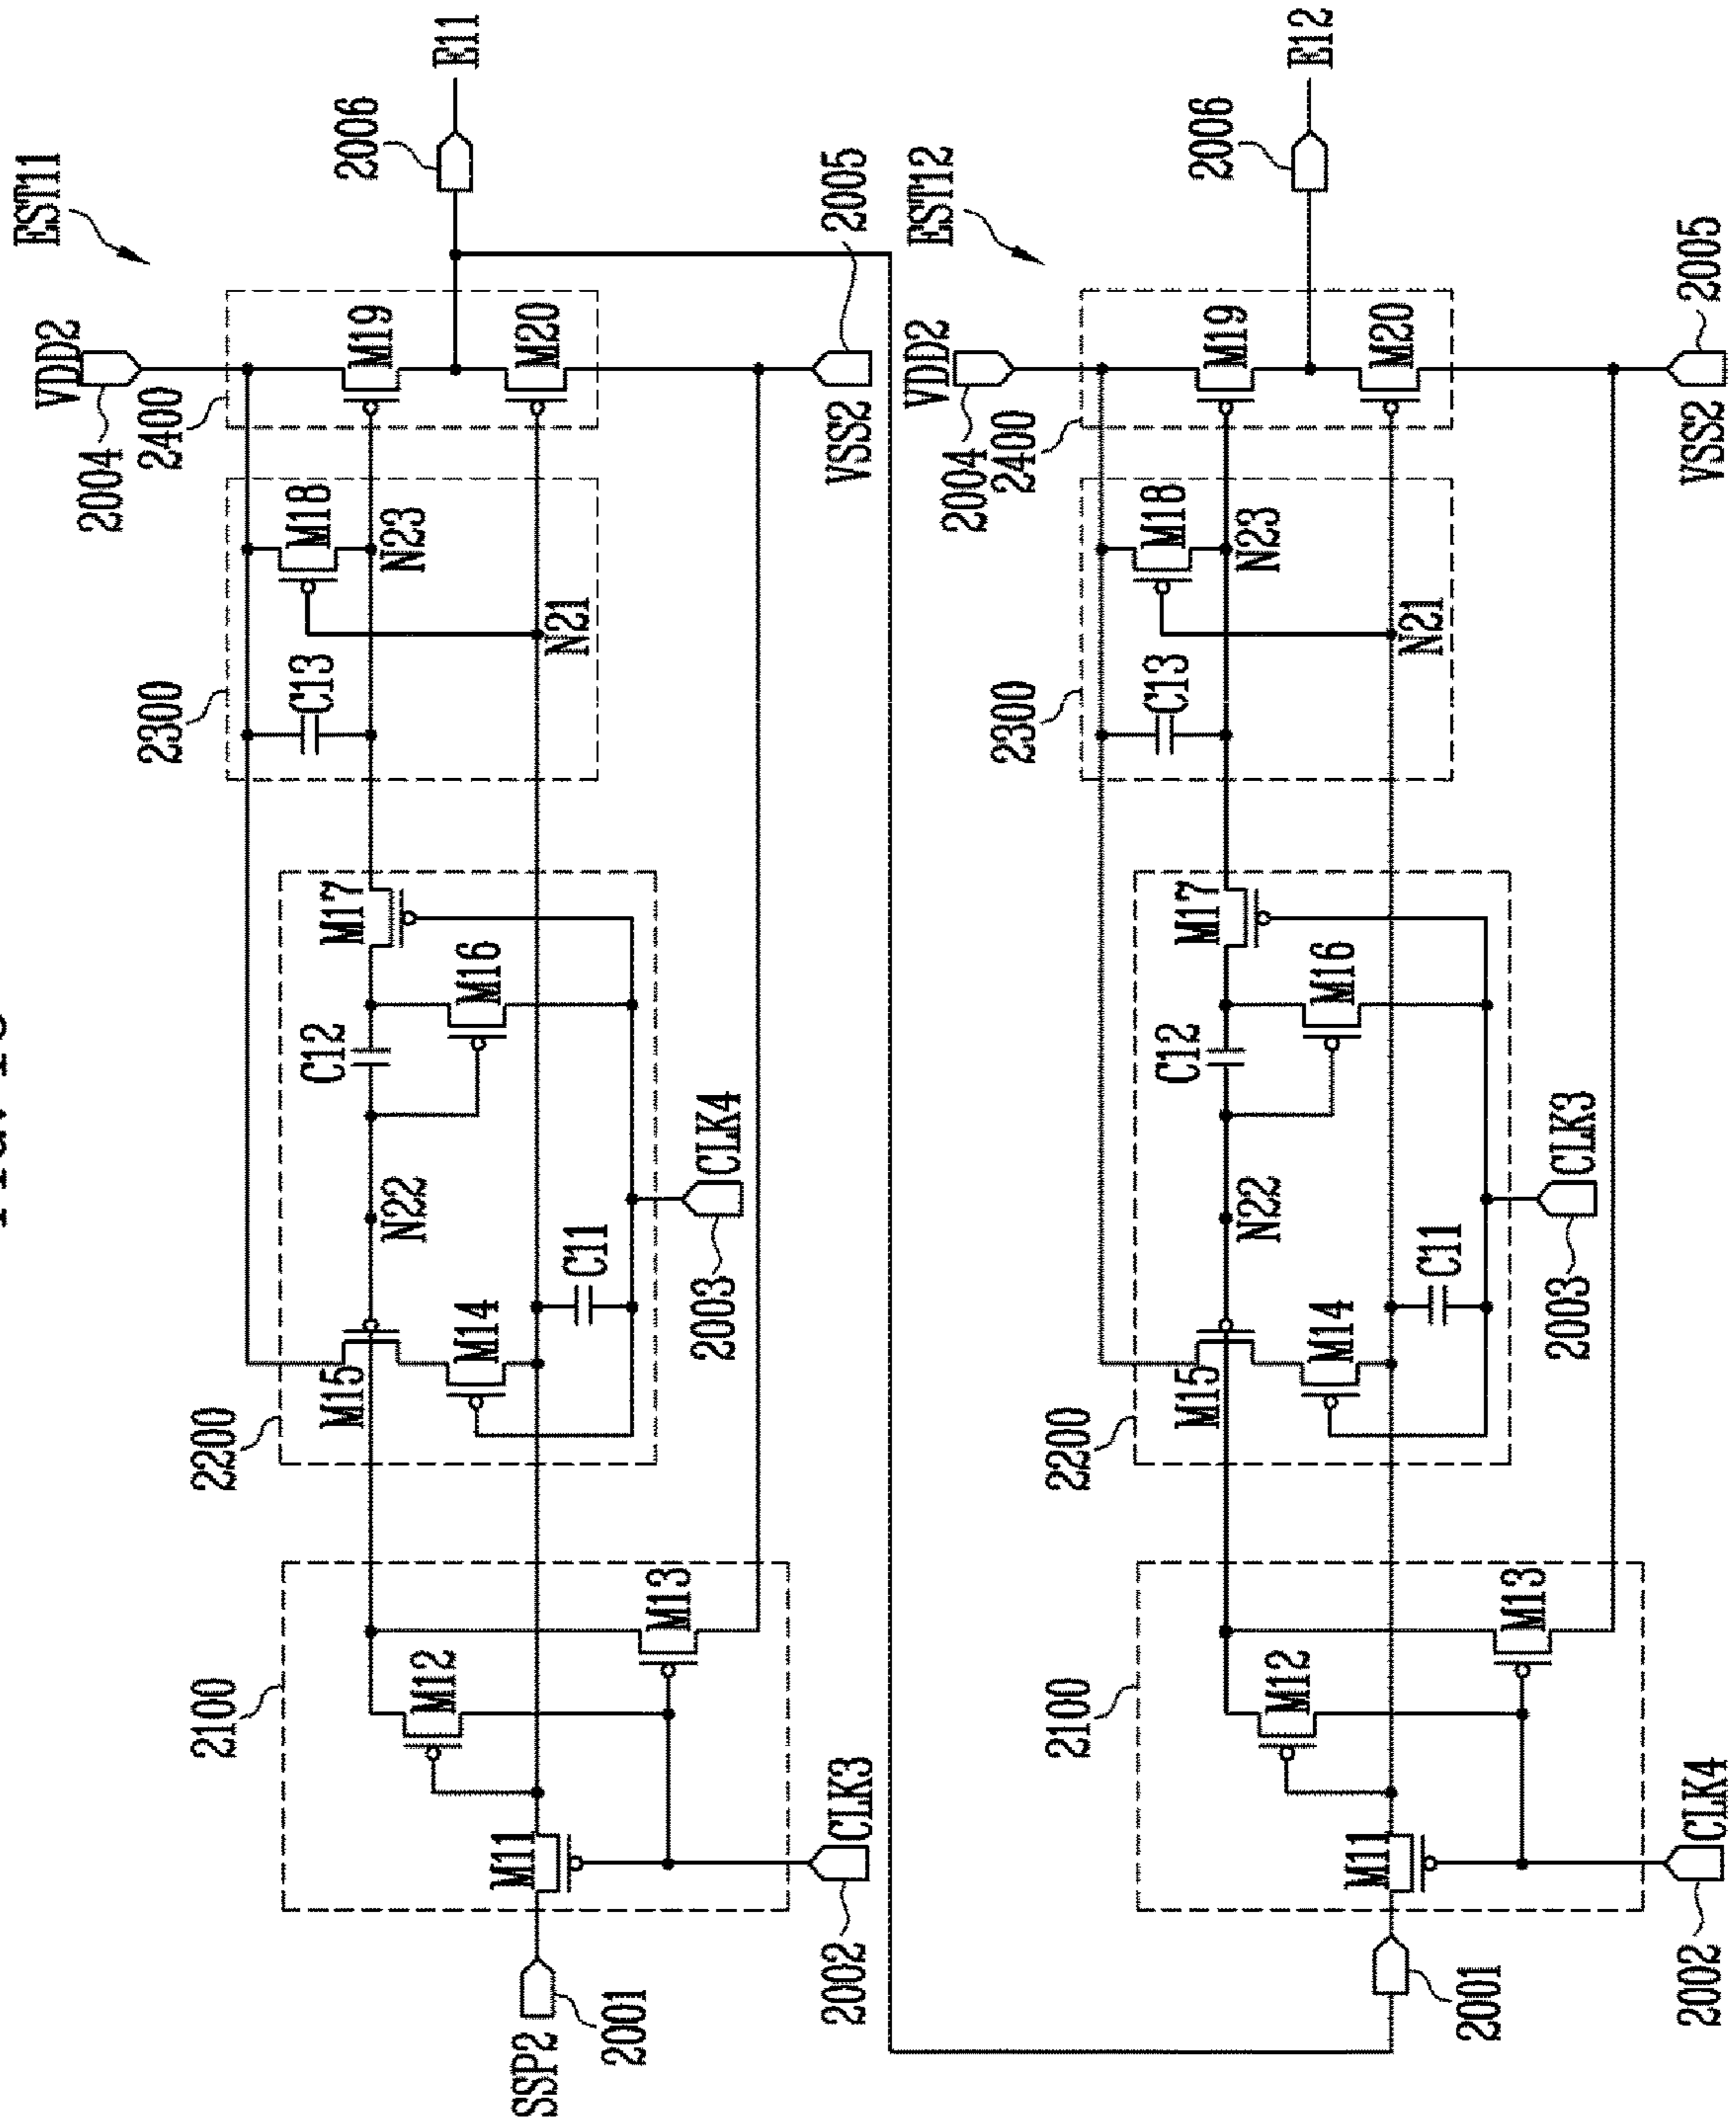 EST11
VDD2
2004
2400
M19
M20
2006
E11
2005
VSS2
2300
C13
M18
N23
N21
2200
M15
M14
N22
C12
M16
M17
C11
CLK4
2003
2100
M12
M13
M11
CLK3
2002
SSP2
2001
EST12
VDD2
2004
2400
M19
M20
2006
E12
2005
VSS2
2300
C13
M18
N23
N21
2200
M15
M14
N22
C12
M16
M17
C11
CLK3
2003
2100
M12
M13
M11
CLK4
2002
2001